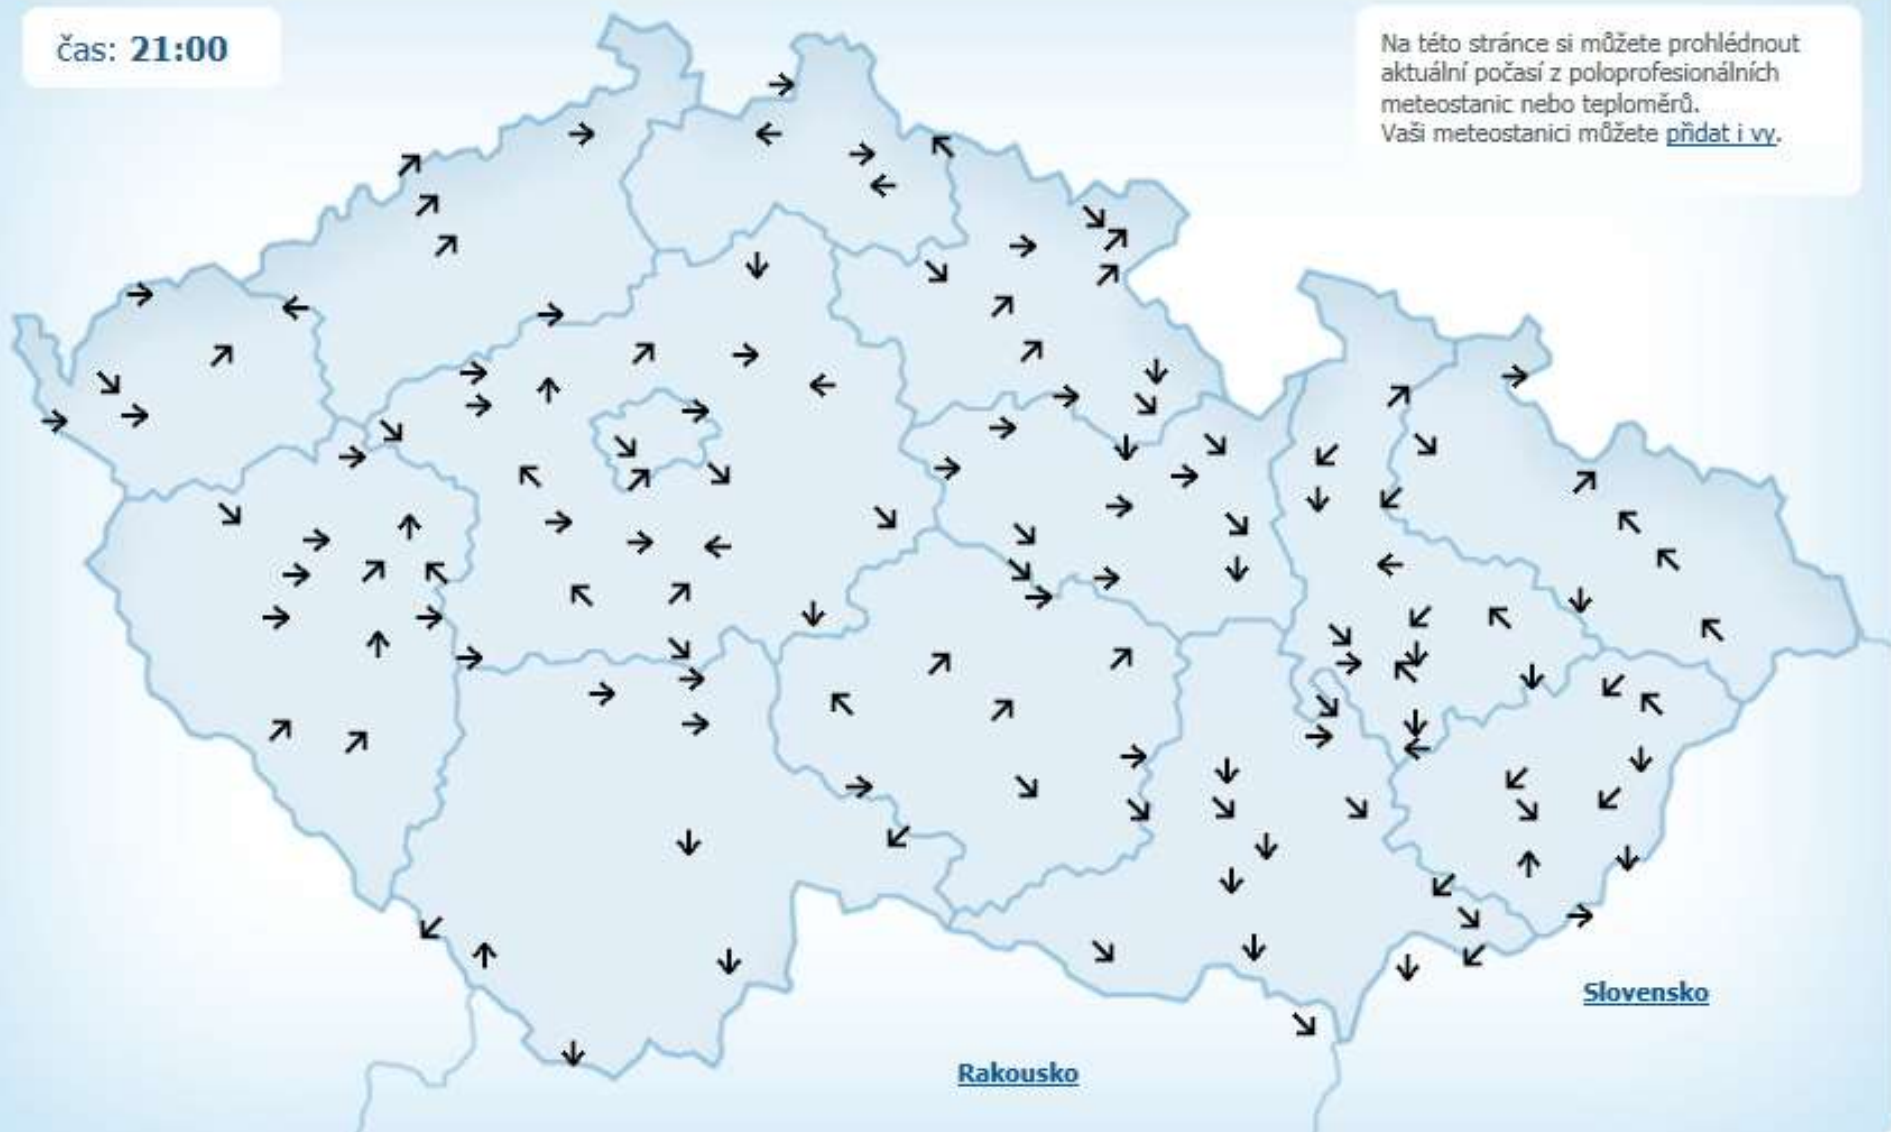 čas: 21:00
Na této stránce si můžete prohlédnout
aktuální počasí z poloprofesionálních
meteostanic nebo teploměrů.
Vaši meteostanici můžete přidat i vy.
Slovensko
Rakousko